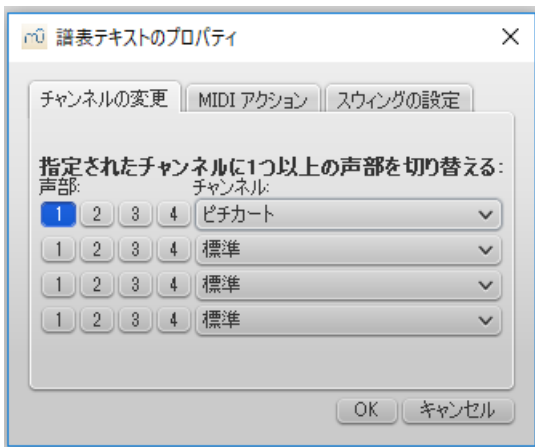 譜表テキストのプロパティ
チャンネルの変更 MIDI アクション スウィングの設定
指定されたチャンネルに1つ以上の声部を切り替える:
声部: チャンネル:
1 2 3 4 ピチカート
1 2 3 4 標準
1 2 3 4 標準
1 2 3 4 標準
OK キャンセル